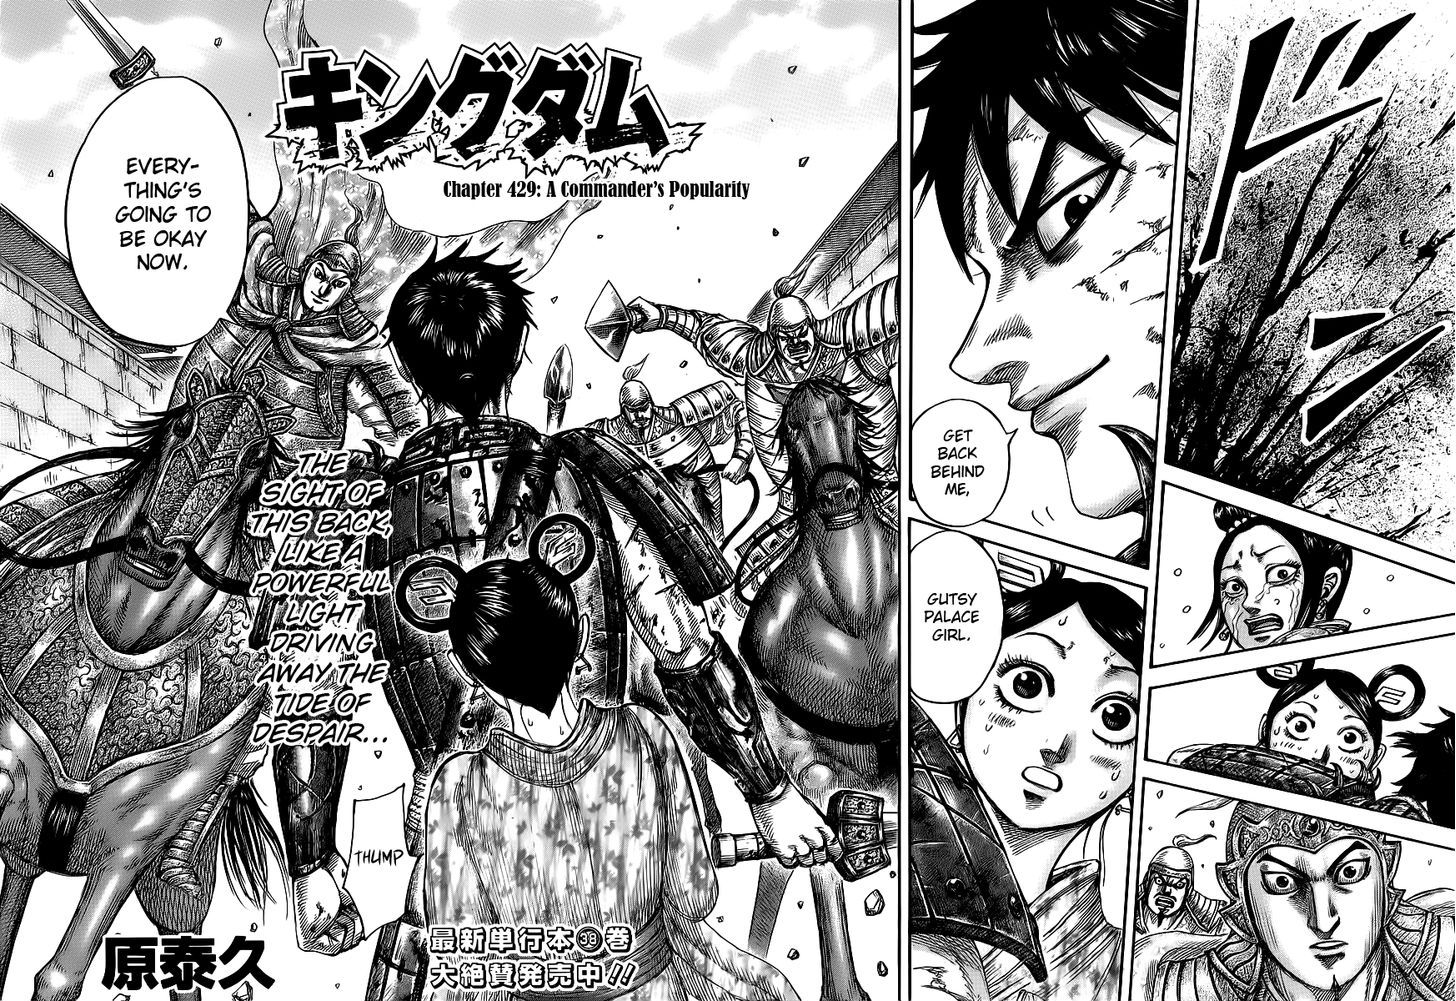 ドン
GET
BACK
BEHIND
ME,
GUTSY
PALACE
GIRL.
キングダム
Chapter 429: A Commander's Popularity
EVERY-
THING'S
GOING TO
BE OKAY
NOW.
THE
SIGHT OF
THIS BACK,
LIKE A
POWERFUL
LIGHT
DRIVING
AWAY THE
TIDE OF
DESPAIR...
THUMP
原泰久
最新単行本㊳巻
大絶賛発売中!!